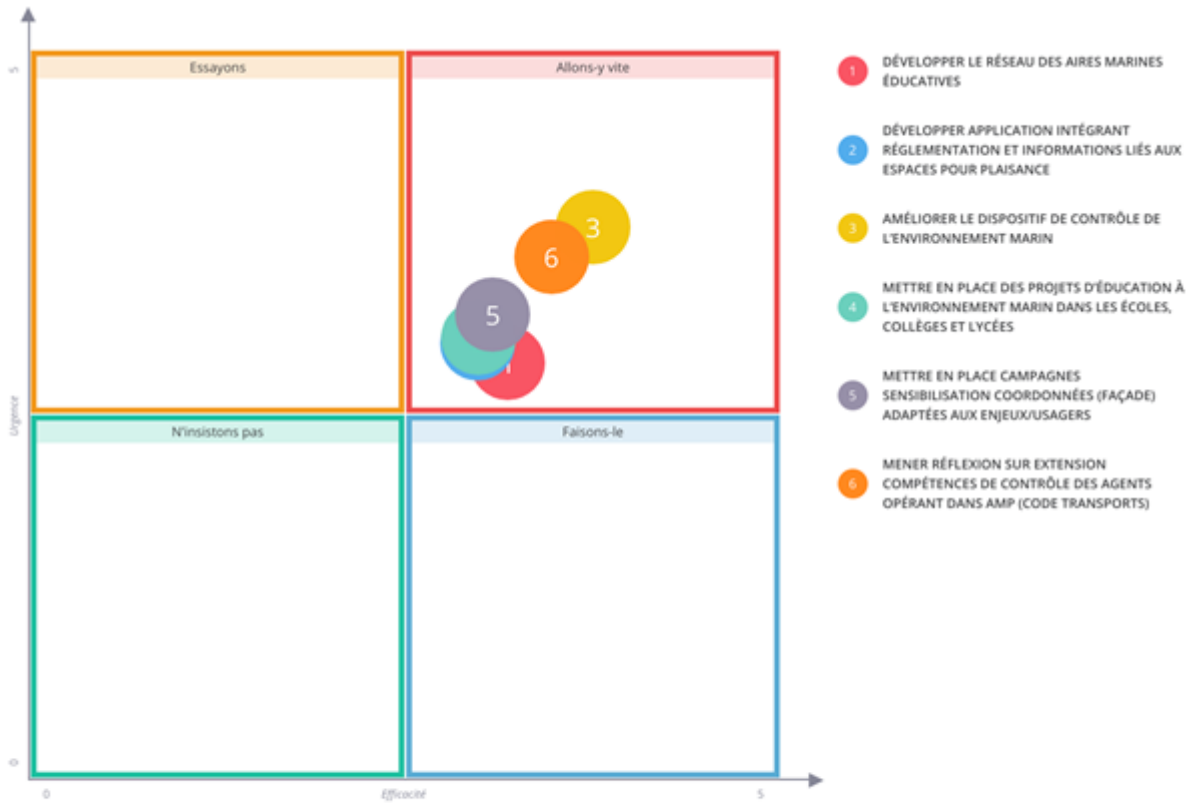 5
Essayons
Allons-y vite
3
6
5
1
Urgence
N'insistons pas
Faisons-le
0
0
Efficacité
5
1
DÉVELOPPER LE RÉSEAU DES AIRES MARINES
ÉDUCATIVES
2
DÉVELOPPER APPLICATION INTÉGRANT
RÉGLEMENTATION ET INFORMATIONS LIÉS AUX
ESPACES POUR PLAISANCE
3
AMÉLIORER LE DISPOSITIF DE CONTRÔLE DE
L'ENVIRONNEMENT MARIN
4
METTRE EN PLACE DES PROJETS D'ÉDUCATION À
L'ENVIRONNEMENT MARIN DANS LES ÉCOLES,
COLLÈGES ET LYCÉES
5
METTRE EN PLACE CAMPAGNES
SENSIBILISATION COORDONNÉES (FAÇADE)
ADAPTÉES AUX ENJEUX/USAGERS
6
MENER RÉFLEXION SUR EXTENSION
COMPÉTENCES DE CONTRÔLE DES AGENTS
OPÉRANT DANS AMP (CODE TRANSPORTS)